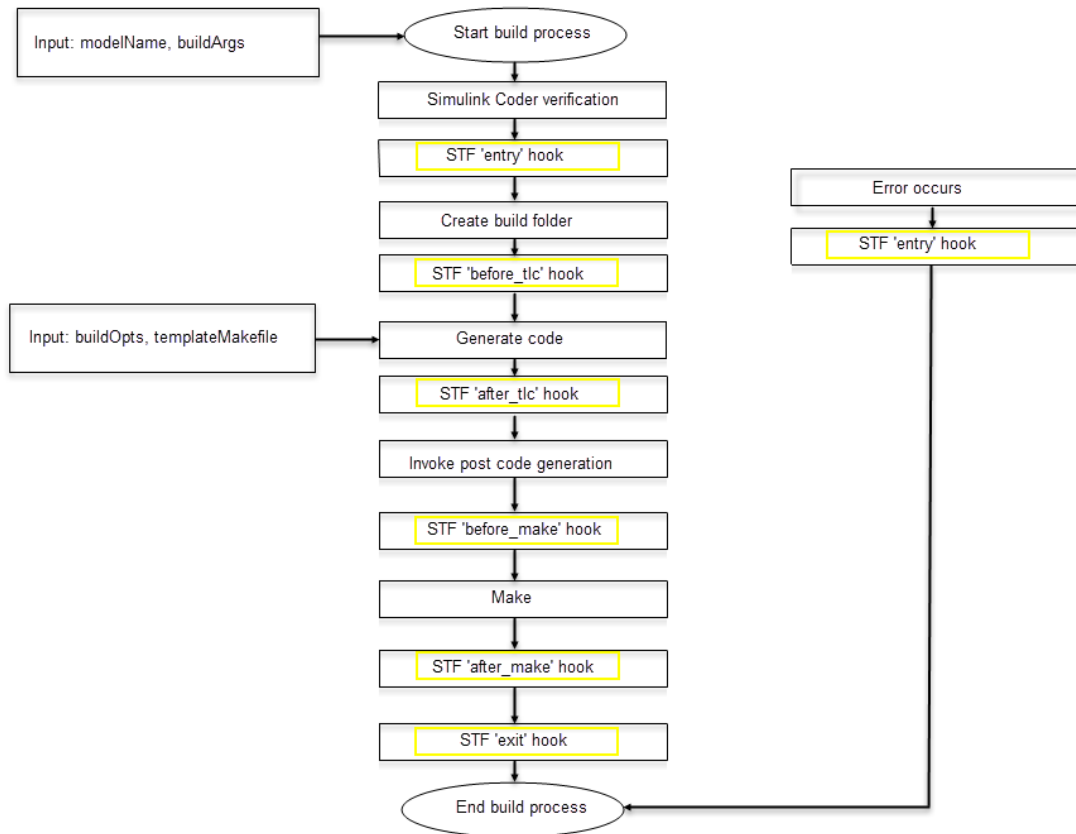 Input: modelName, buildArgs
Start build process
Simulink Coder verification
STF 'entry' hook
Create build folder
STF 'before_tlc' hook
Input: buildOpts, templateMakefile
Generate code
STF 'after_tlc' hook
Invoke post code generation
STF 'before_make' hook
Make
STF 'after_make' hook
STF 'exit' hook
End build process
Error occurs
STF 'entry' hook